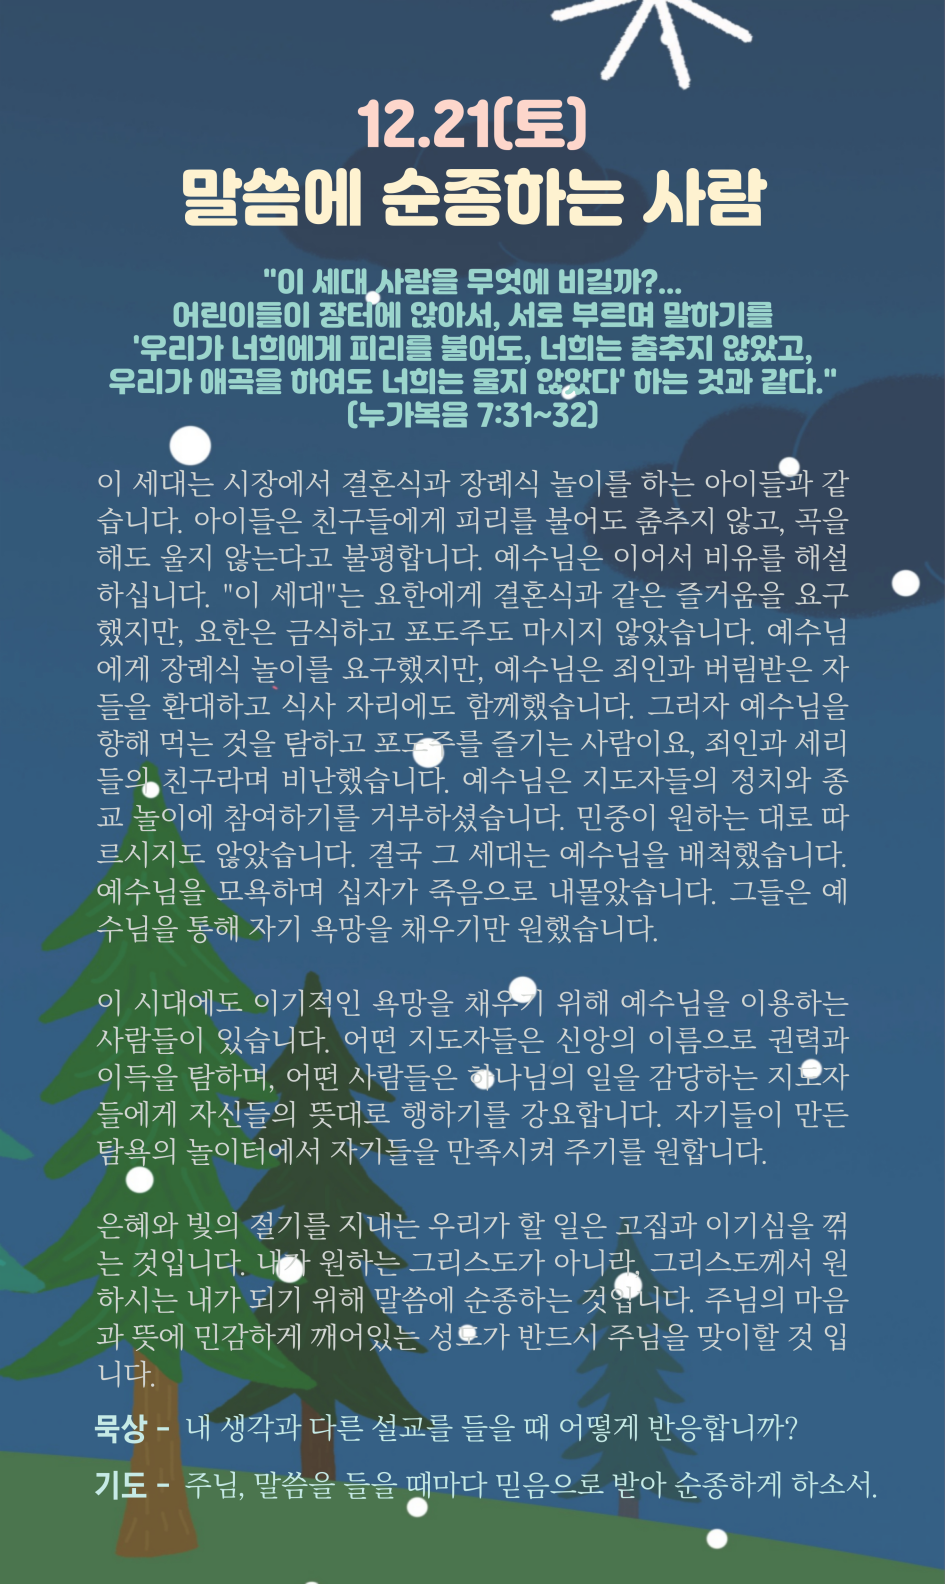 12.21(토)
말씀에 순종하는 사람
"이 세대 사람을 무엇에 비길까?...
어린이들이 장터에 앉아서, 서로 부르며 말하기를
'우리가 너희에게 피리를 불어도, 너희는 춤추지 않았고,
우리가 애곡을 하여도 너희는 울지 않았다' 하는 것과 같다."
(누가복음 7:31~32)
이 세대는 시장에서 결혼식과 장례식 놀이를 하는 아이들과 같
습니다. 아이들은 친구들에게 피리를 불어도 춤추지 않고, 곡을
해도 울지 않는다고 불평합니다. 예수님은 이어서 비유를 해설
하십니다. "이 세대"는 요한에게 결혼식과 같은 즐거움을 요구
했지만, 요한은 금식하고 포도주도 마시지 않았습니다. 예수님
에게 장례식 놀이를 요구했지만, 예수님은 죄인과 버림받은 자
들을 환대하고 식사 자리에도 함께했습니다. 그러자 예수님을
향해 먹는 것을 탐하고 포도주를 즐기는 사람이요, 죄인과 세리
들의 친구라며 비난했습니다. 예수님은 지도자들의 정치와 종
교 놀이에 참여하기를 거부하셨습니다. 민중이 원하는 대로 따
르시지도 않았습니다. 결국 그 세대는 예수님을 배척했습니다.
예수님을 모욕하며 십자가 죽음으로 내몰았습니다. 그들은 예
수님을 통해 자기 욕망을 채우기만 원했습니다.
이 시대에도 이기적인 욕망을 채우기 위해 예수님을 이용하는
사람들이 있습니다. 어떤 지도자들은 신앙의 이름으로 권력과
이득을 탐하며, 어떤 사람들은 하나님의 일을 감당하는 지도자
들에게 자신들의 뜻대로 행하기를 강요합니다. 자기들이 만든
탐욕의 놀이터에서 자기들을 만족시켜 주기를 원합니다.
은혜와 빛의 절기를 지내는 우리가 할 일은 고집과 이기심을 꺾
는 것입니다. 내가 원하는 그리스도가 아니라, 그리스도께서 원
하시는 내가 되기 위해 말씀에 순종하는 것입니다. 주님의 마음
과 뜻에 민감하게 깨어있는 성도가 반드시 주님을 맞이할 것 입
니다.
묵상 - 내 생각과 다른 설교를 들을 때 어떻게 반응합니까?
기도 - 주님, 말씀을 들을 때마다 믿음으로 받아 순종하게 하소서.